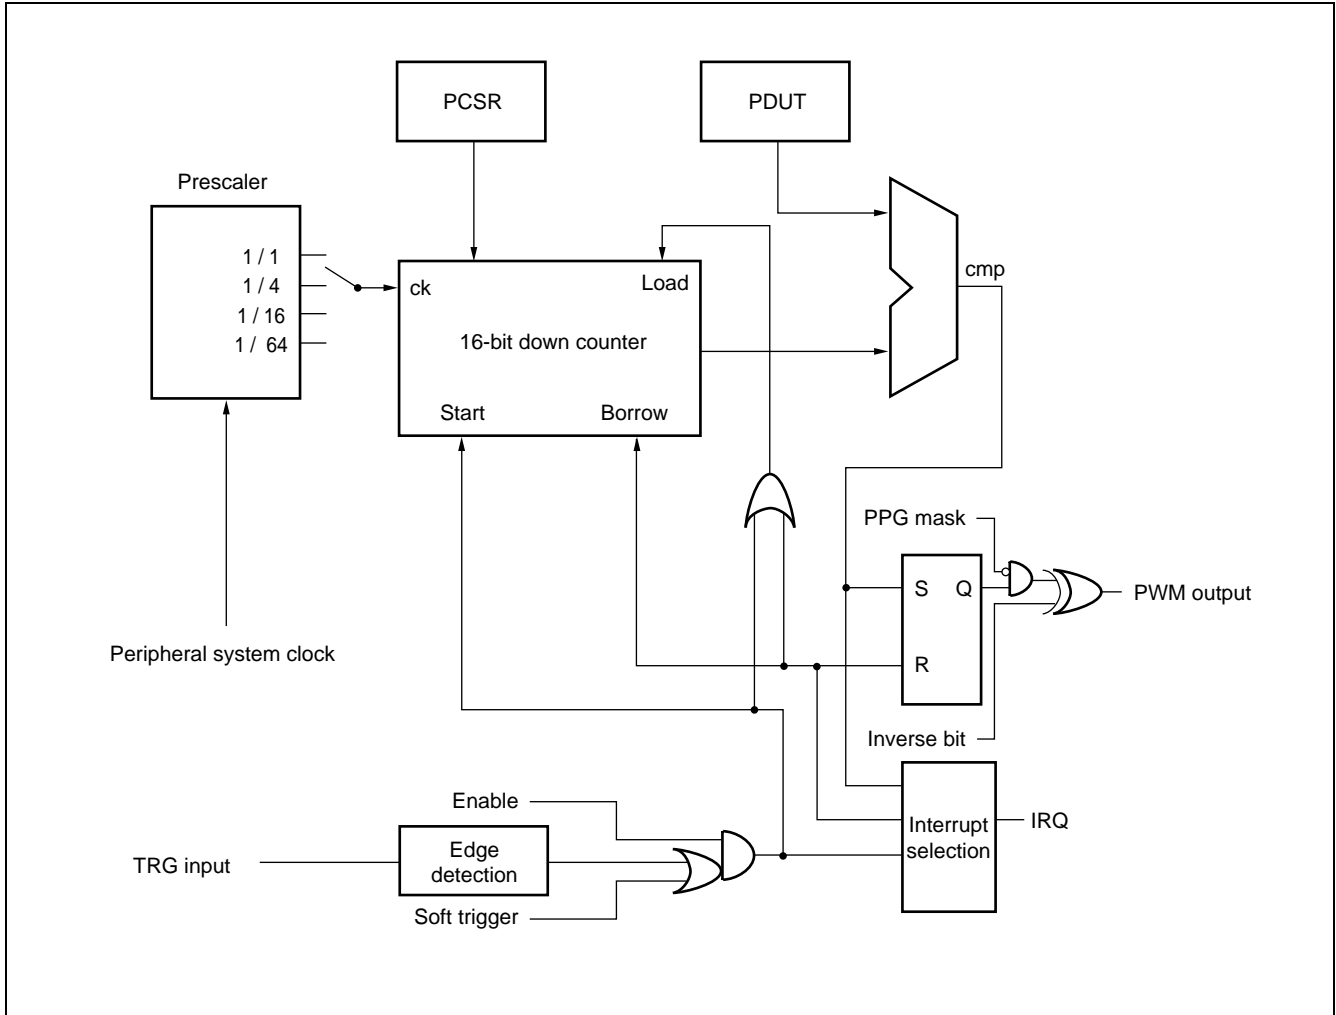 PCSR
PDUT
Prescaler
1 / 1
1 / 4
1 / 16
1 / 64
ck
Load
16-bit down counter
Start
Borrow
cmp
PPG mask
S
Q
R
PWM output
Peripheral system clock
Inverse bit
Enable
TRG input
Edge
detection
Soft trigger
Interrupt
selection
IRQ